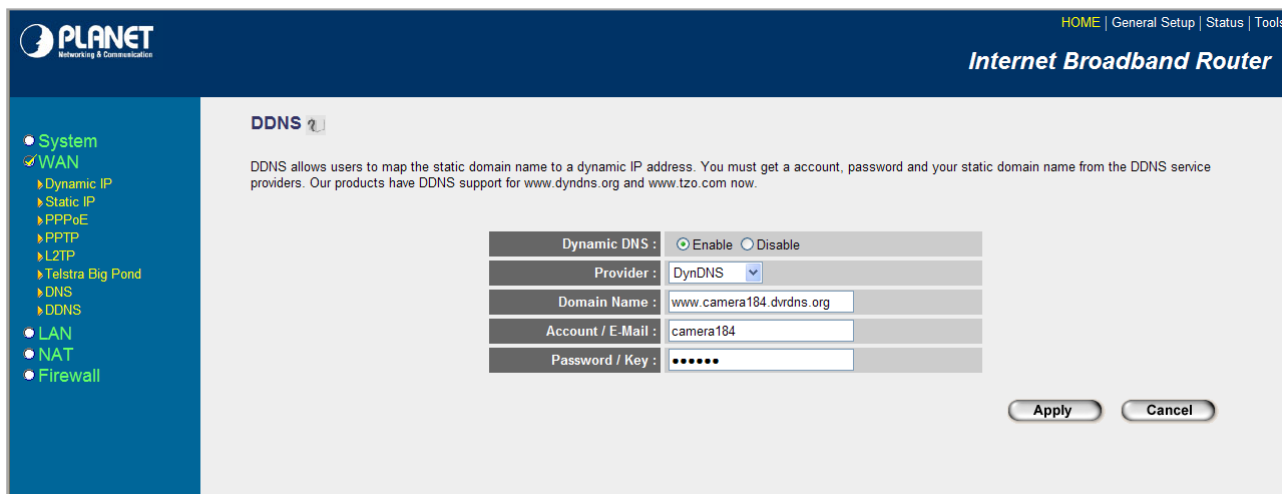 PLANET
Networking & Communication
HOME | General Setup | Status | Tools
Internet Broadband Router
System
WAN
Dynamic IP
Static IP
PPPoE
PPTP
L2TP
Telstra Big Pond
DNS
DDNS
LAN
NAT
Firewall
DDNS
DDNS allows users to map the static domain name to a dynamic IP address. You must get a account, password and your static domain name from the DDNS service
providers. Our products have DDNS support for www.dyndns.org and www.tzo.com now.
Dynamic DNS : Enable Disable
Provider : DynDNS
Domain Name : www.camera184.dvrdns.org
Account / E-Mail : camera184
Password / Key : ●●●●●●
Apply Cancel